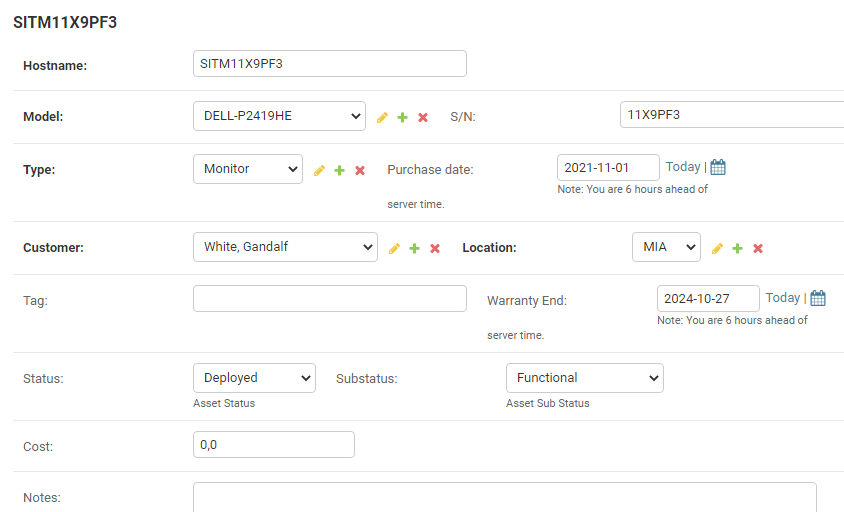 SITM11X9PF3
Hostname: SITM11X9PF3
Model: DELL-P2419HE S/N: 11X9PF3
Type: Monitor Purchase date: 2021-11-01 Today |
Note: You are 6 hours ahead of
server time.
Customer: White, Gandalf Location: MIA
Tag: Warranty End: 2024-10-27 Today |
Note: You are 6 hours ahead of
server time.
Status: Deployed Substatus: Functional
Asset Status Asset Sub Status
Cost: 0,0
Notes: